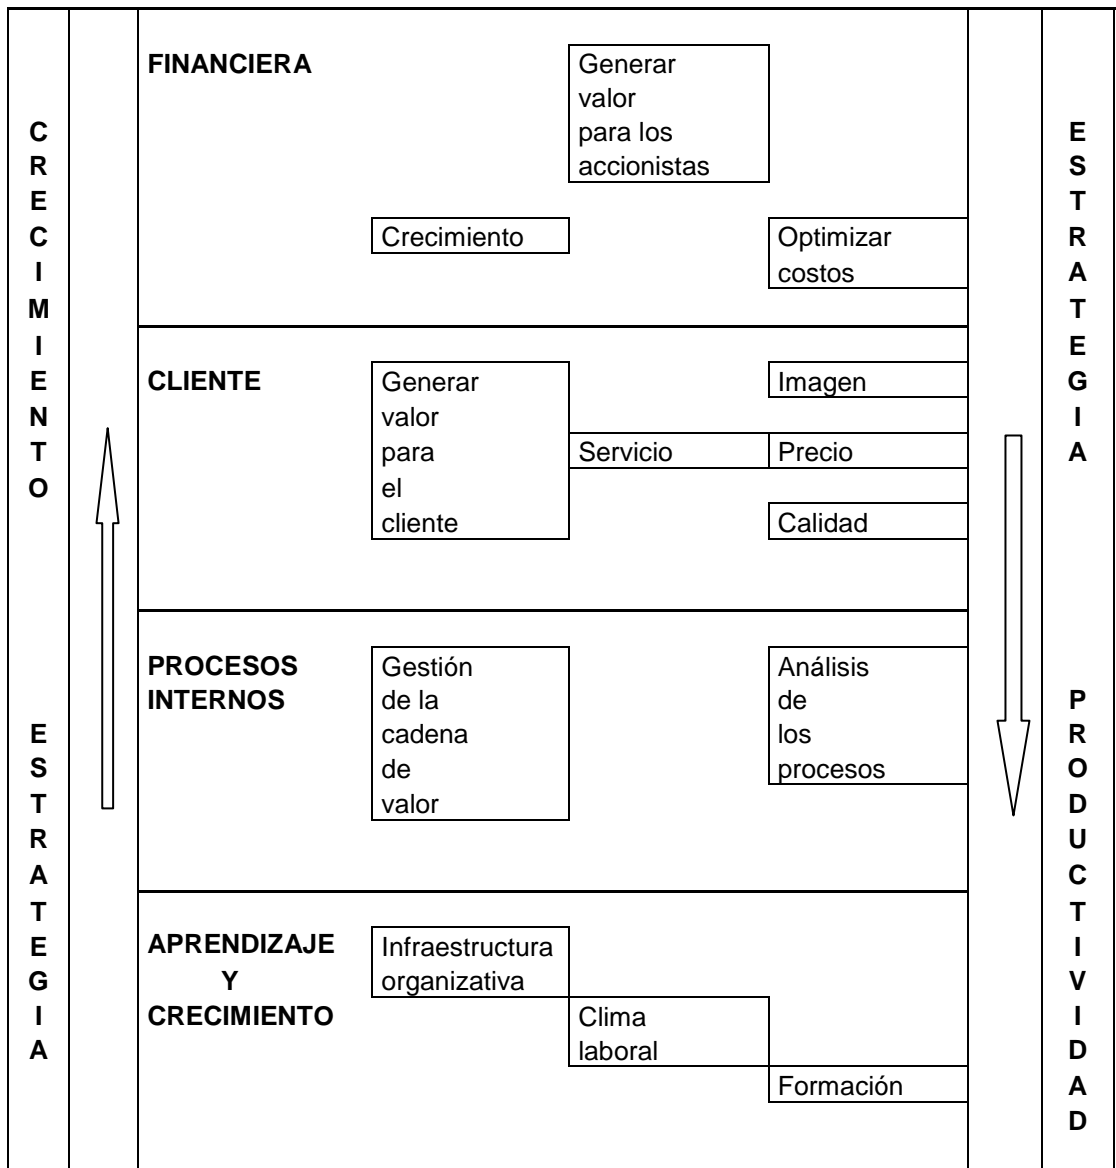 FINANCIERA
Generar
valor
para los
accionistas
Crecimiento
Optimizar
costos
CLIENTE
Generar
valor
para
el
cliente
Servicio
Imagen
Precio
Calidad
PROCESOS
INTERNOS
Gestión
de la
cadena
de
valor
Análisis
de
los
procesos
APRENDIZAJE
Y
CRECIMIENTO
Infraestructura
organizativa
Clima
laboral
Formación
CRECIMIENTO
ESTRATEGIA
ESTRATEGIA
PRODUCTIVIDAD